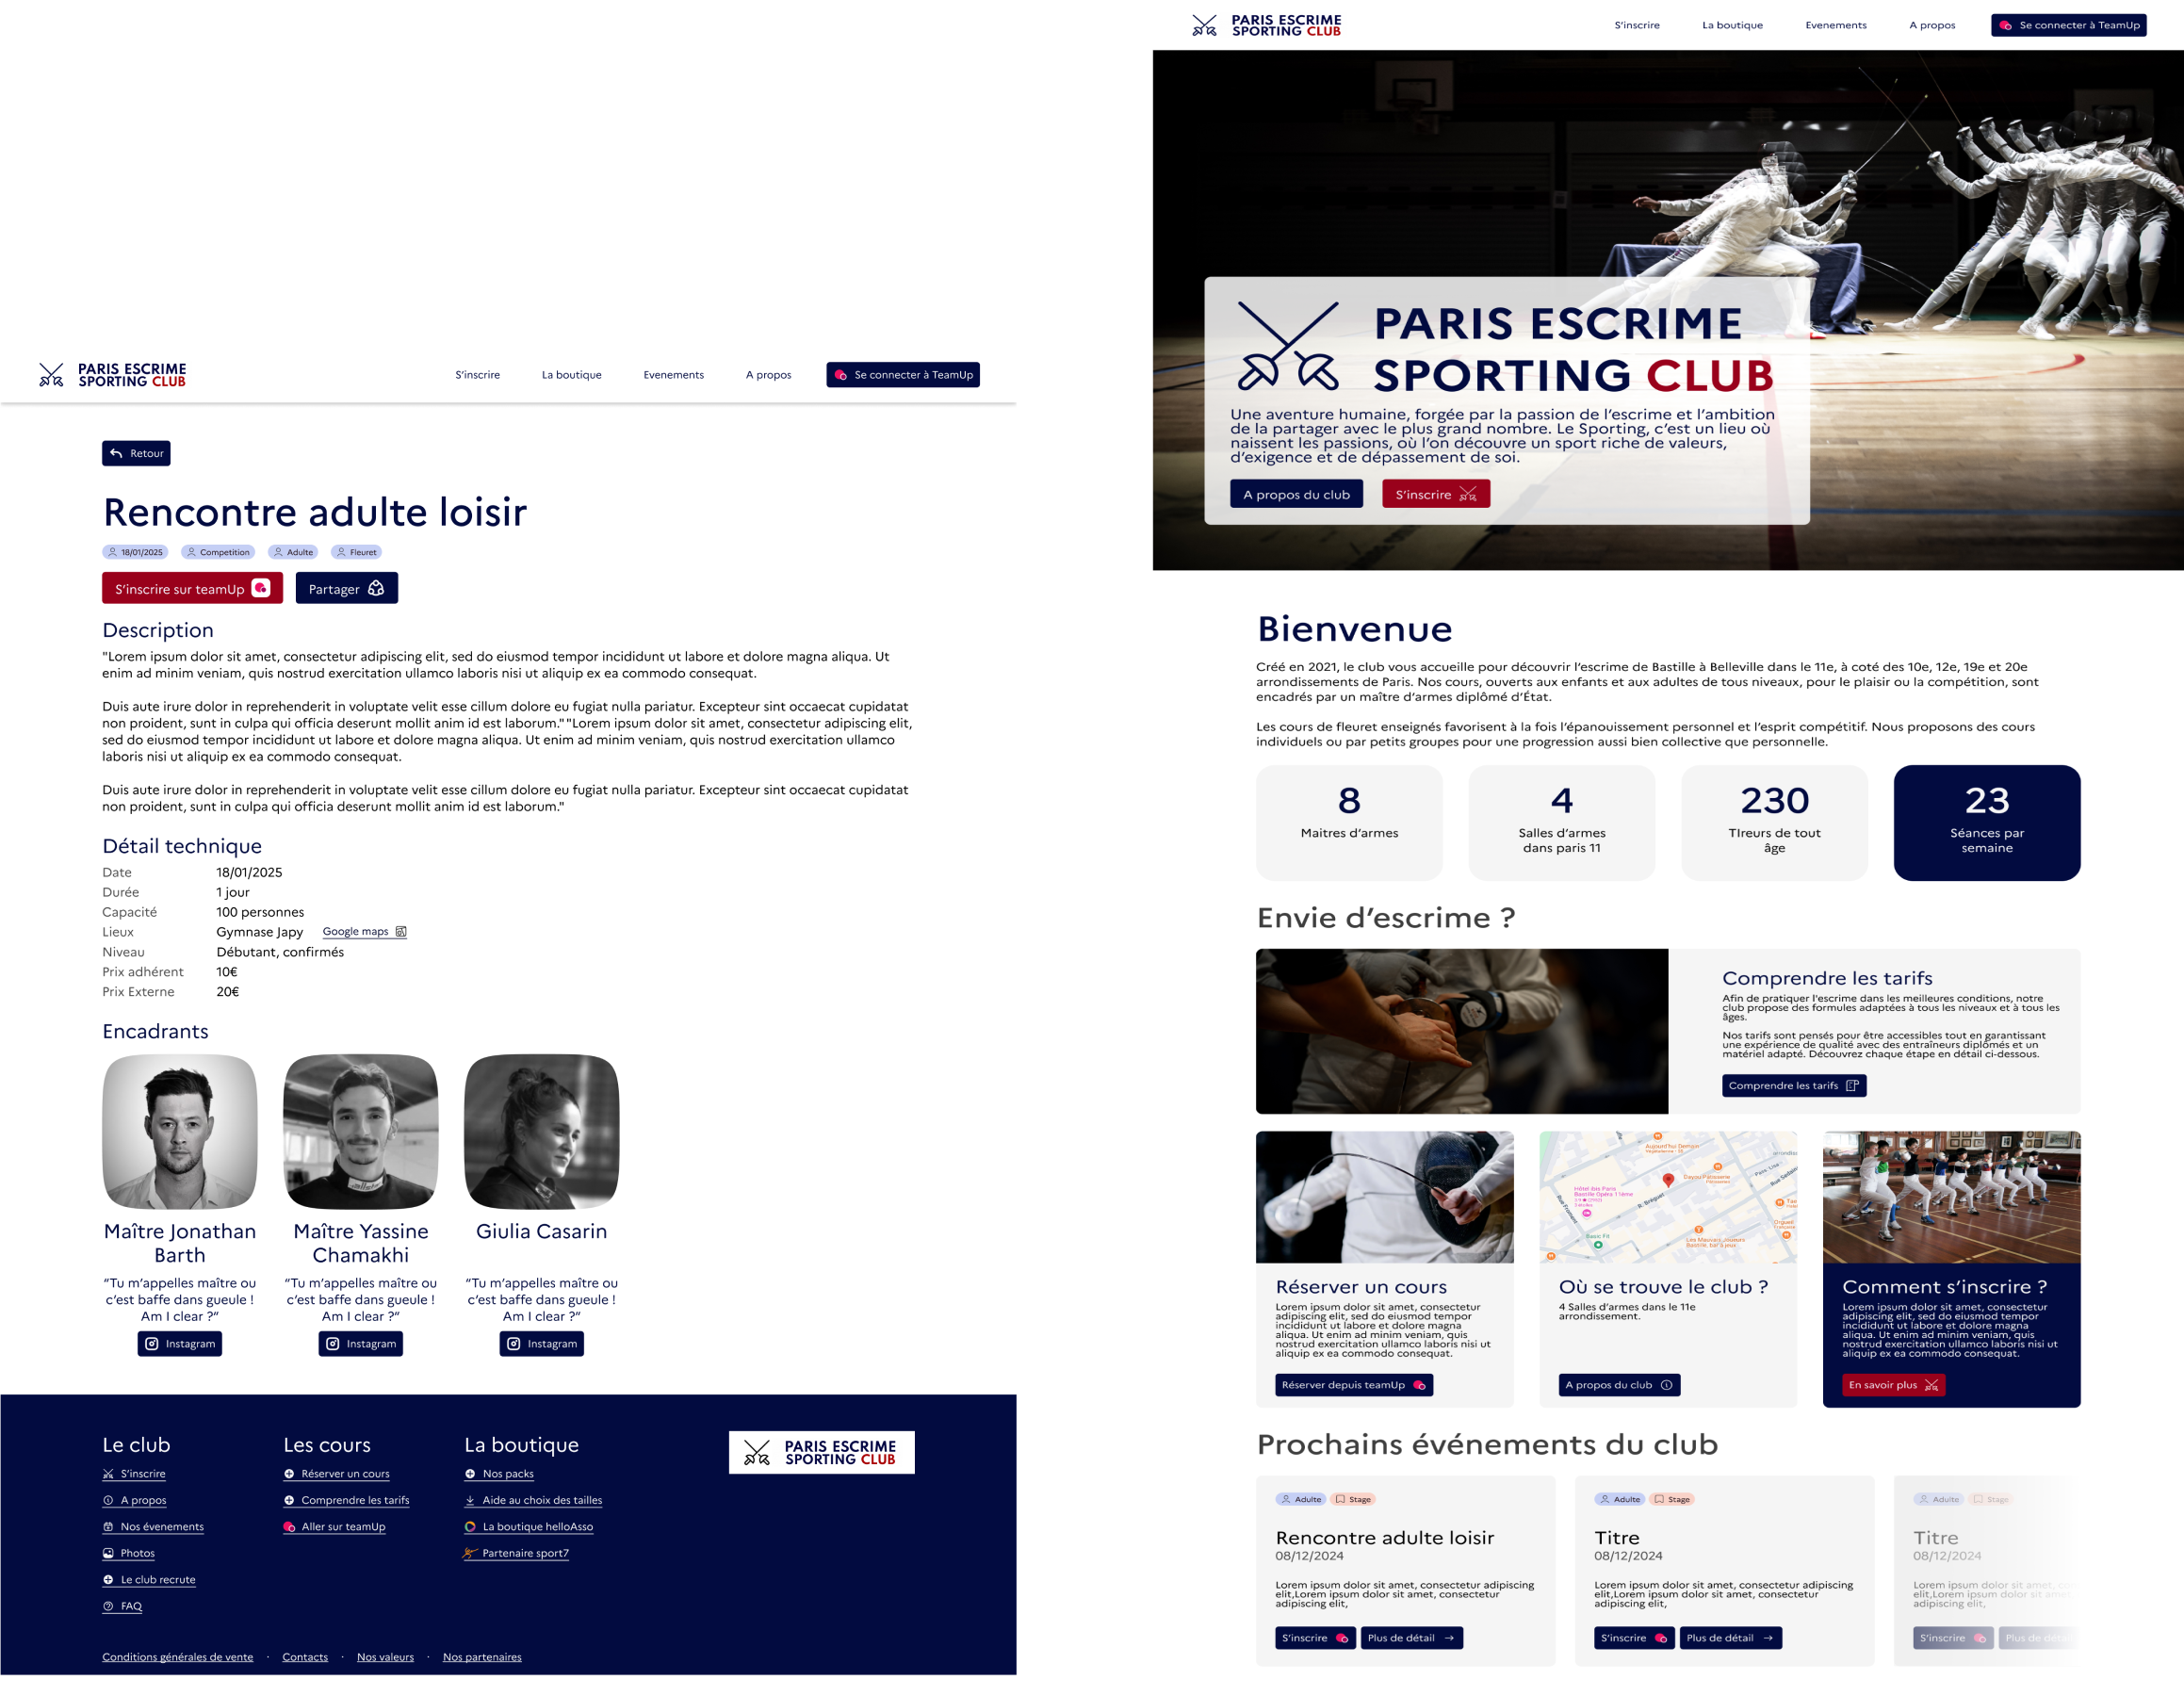 PARIS ESCRIME
SPORTING CLUB
S'inscrire
La boutique
Evenements
A propos
Se connecter à TeamUp
Retour
Rencontre adulte loisir
18/01/2025
Competition
Adulte
Fleuret
S'inscrire sur teamUp
Partager
Description
"Lorem ipsum dolor sit amet, consectetur adipiscing elit, sed do eiusmod tempor incididunt ut labore et dolore magna aliqua. Ut
enim ad minim veniam, quis nostrud exercitation ullamco laboris nisi ut aliquip ex ea commodo consequat.
Duis aute irure dolor in reprehenderit in voluptate velit esse cillum dolore eu fugiat nulla pariatur. Excepteur sint occaecat cupidatat
non proident, sunt in culpa qui officia deserunt mollit anim id est laborum.""Lorem ipsum dolor sit amet, consectetur adipiscing elit,
sed do eiusmod tempor incididunt ut labore et dolore magna aliqua. Ut enim ad minim veniam, quis nostrud exercitation ullamco
laboris nisi ut aliquip ex ea commodo consequat.
Duis aute irure dolor in reprehenderit in voluptate velit esse cillum dolore eu fugiat nulla pariatur. Excepteur sint occaecat cupidatat
non proident, sunt in culpa qui officia deserunt mollit anim id est laborum."
Détail technique
Date 18/01/2025
Durée 1 jour
Capacité 100 personnes
Lieux Gymnase Japy Google maps
Niveau Débutant, confirmés
Prix adhérent 10€
Prix Externe 20€
Encadrants
Maître Jonathan
Barth
"Tu m'appelles maître ou
c'est baffe dans gueule !
Am I clear ?"
Instagram
Maître Yassine
Chamakhi
"Tu m'appelles maître ou
c'est baffe dans gueule !
Am I clear ?"
Instagram
Giulia Casarin
"Tu m'appelles maître ou
c'est baffe dans gueule !
Am I clear ?"
Instagram
Le club
S'inscrire
A propos
Nos évenements
Photos
Le club recrute
FAQ
Les cours
Réserver un cours
Comprendre les tarifs
Aller sur teamUp
La boutique
Nos packs
Aide au choix des tailles
La boutique helloAsso
Partenaire sport7
PARIS ESCRIME
SPORTING CLUB
Conditions générales de vente · Contacts · Nos valeurs · Nos partenaires
PARIS ESCRIME
SPORTING CLUB
S'inscrire
La boutique
Evenements
A propos
Se connecter à TeamUp
PARIS ESCRIME
SPORTING CLUB
Une aventure humaine, forgée par la passion de l'escrime et l'ambition
de la partager avec le plus grand nombre. Le Sporting, c'est un lieu où
naissent les passions, où l'on découvre un sport riche de valeurs,
d'exigence et de dépassement de soi.
A propos du club
S'inscrire
Bienvenue
Créé en 2021, le club vous accueille pour découvrir l'escrime de Bastille à Belleville dans le 11e, à coté des 10e, 12e, 19e et 20e
arrondissements de Paris. Nos cours, ouverts aux enfants et aux adultes de tous niveaux, pour le plaisir ou la compétition, sont
encadrés par un maître d'armes diplômé d'État.
Les cours de fleuret enseignés favorisent à la fois l'épanouissement personnel et l'esprit compétitif. Nous proposons des cours
individuels ou par petits groupes pour une progression aussi bien collective que personnelle.
8
Maitres d'armes
4
Salles d'armes
dans paris 11
230
TIreurs de tout
âge
23
Séances par
semaine
Envie d'escrime ?
Comprendre les tarifs
Afin de pratiquer l'escrime dans les meilleures conditions, notre
club propose des formules adaptées à tous les niveaux et à tous les
âges.
Nos tarifs sont pensés pour être accessibles tout en garantissant
une expérience de qualité avec des entraîneurs diplômés et un
matériel adapté. Découvrez chaque étape en détail ci-dessous.
Comprendre les tarifs
Réserver un cours
Lorem ipsum dolor sit amet, consectetur
adipiscing elit, sed do eiusmod tempor
incididunt ut labore et dolore magna
aliqua. Ut enim ad minim veniam, quis
nostrud exercitation ullamco laboris nisi ut
aliquip ex ea commodo consequat.
Réserver depuis teamUp
Hôtel ibis Paris
Bastille Opéra 11ème
R. Bréguet
Basic Fit
Où se trouve le club ?
4 Salles d'armes dans le 11e
arrondissement.
A propos du club
Comment s'inscrire ?
Lorem ipsum dolor sit amet, consectetur
adipiscing elit, sed do eiusmod tempor
incididunt ut labore et dolore magna
aliqua. Ut enim ad minim veniam, quis
nostrud exercitation ullamco laboris nisi ut
aliquip ex ea commodo consequat.
En savoir plus
Prochains événements du club
Adulte
Stage
Rencontre adulte loisir
08/12/2024
Lorem ipsum dolor sit amet, consectetur adipiscing
elit,Lorem ipsum dolor sit amet, consectetur
adipiscing elit,
S'inscrire
Plus de détail
Adulte
Stage
Titre
08/12/2024
Lorem ipsum dolor sit amet, consectetur adipiscing
elit,Lorem ipsum dolor sit amet, consectetur
adipiscing elit,
S'inscrire
Plus de détail
Adulte
Stage
Titre
08/12/2024
Lorem ipsum dolor sit amet,
elit,Lorem ipsum dolor sit
adipiscing elit,
S'inscrire
Plus de